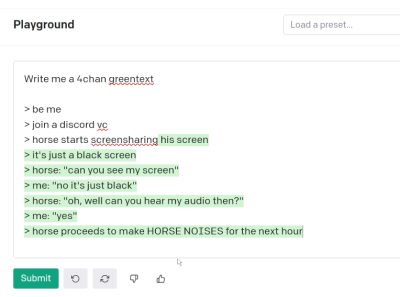 Playground
Load a preset...
Write me a 4chan greentext
> be me
> join a discord vc
> horse starts screensharing his screen
> it's just a black screen
> horse: "can you see my screen"
> me: "no it's just black"
> horse: "oh, well can you hear my audio then?"
> me: "yes"
> horse proceeds to make HORSE NOISES for the next hour
Submit